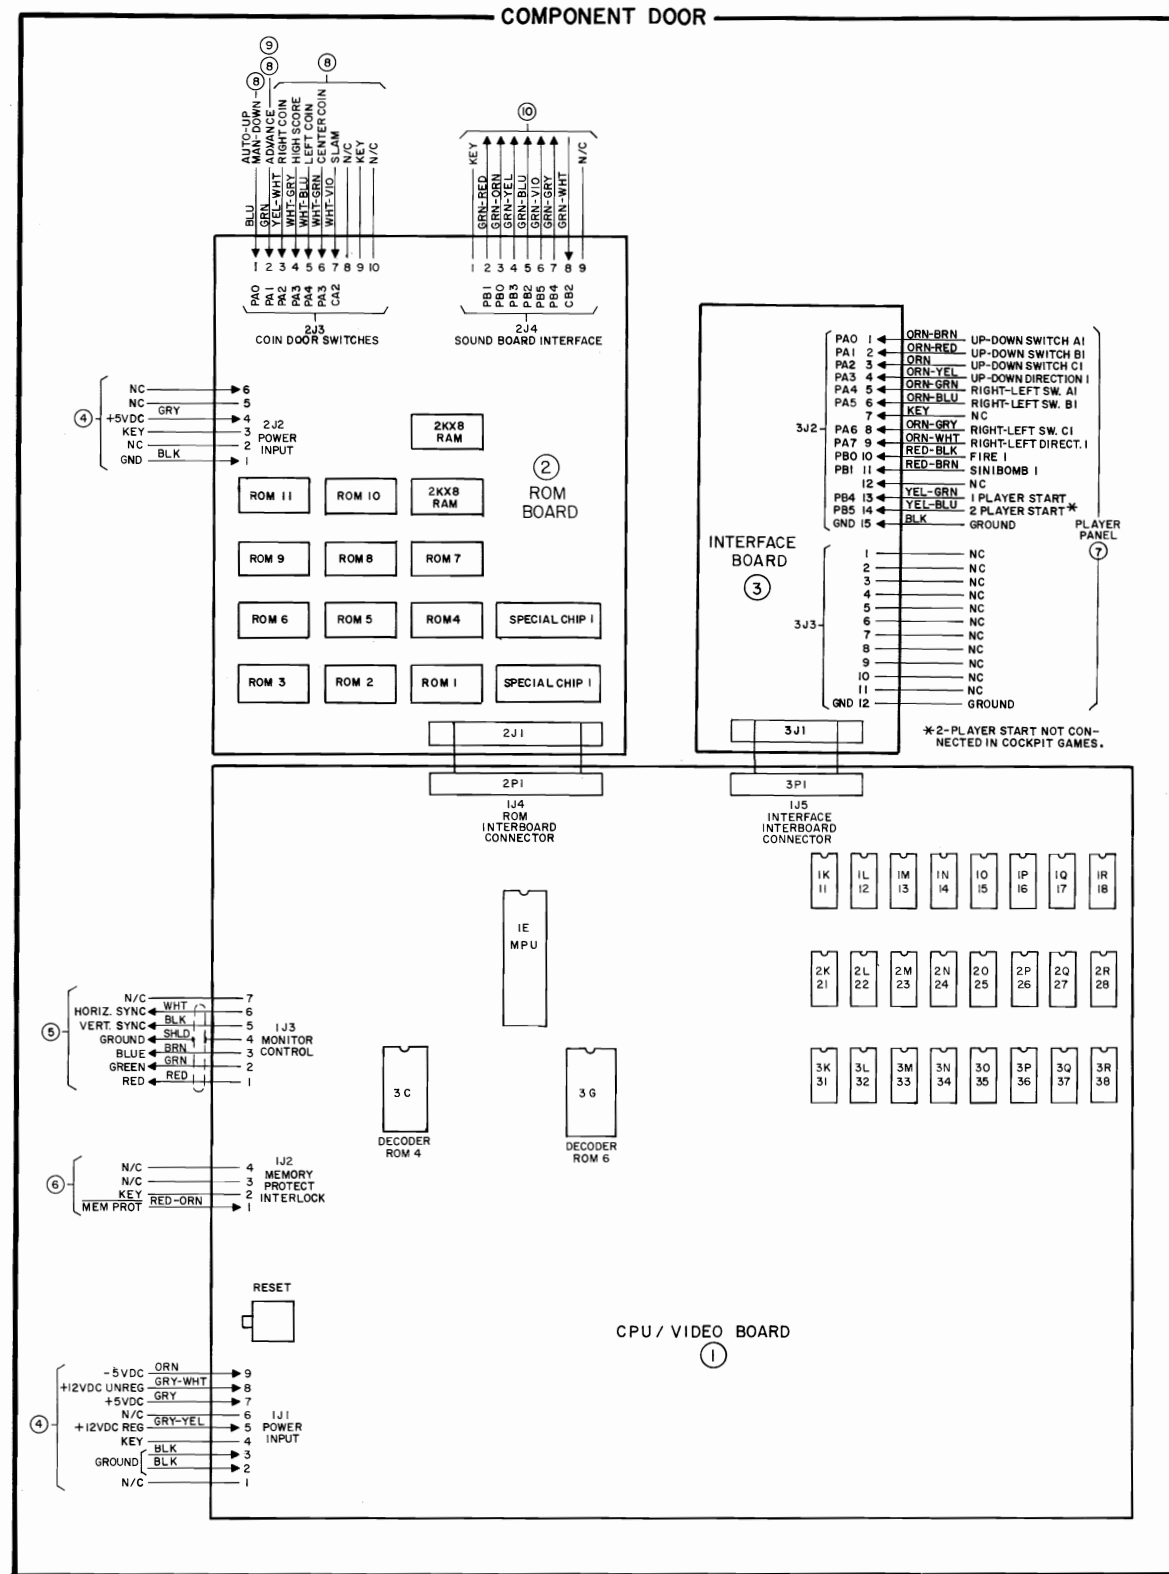 COMPONENT DOOR
9
8
8
8
AUTO-UP
MAN-DOWN
ADVANCE
RIGHT COIN
HIGH SCORE
LEFT COIN
CENTER COIN
SLAM
N/C
KEY
N/C
BLU
GRN
YEL-WHT
WHT-GRY
WHT-BLU
WHT-GRN
WHT-VIO
1 2 3 4 5 6 7 8 9 10
PA0
PA1
PA2
PA3
PA4
PA3
CA2
2J3
COIN DOOR SWITCHES
10
KEY
GRN-RED
GRN-ORN
GRN-YEL
GRN-BLU
GRN-VIO
GRN-GRY
GRN-WHT
N/C
1 2 3 4 5 6 7 8 9
PB1
PB0
PB3
PB2
PB5
PB4
CB2
2J4
SOUND BOARD INTERFACE
4
NC 6
NC 5
+5VDC GRY 4
KEY 3
NC 2
GND BLK 1
2J2
POWER
INPUT
2KX8
RAM
2
ROM
BOARD
ROM 11
ROM 10
2KX8
RAM
ROM 9
ROM 8
ROM 7
ROM 6
ROM 5
ROM4
SPECIAL CHIP 1
ROM 3
ROM 2
ROM 1
SPECIAL CHIP 1
2J1
INTERFACE
BOARD
3
3J2
PA0 1 ORN-BRN UP-DOWN SWITCH A1
PA1 2 ORN-RED UP-DOWN SWITCH B1
PA2 3 ORN UP-DOWN SWITCH C1
PA3 4 ORN-YEL UP-DOWN DIRECTION 1
PA4 5 ORN-GRN RIGHT-LEFT SW. A1
PA5 6 ORN-BLU RIGHT-LEFT SW. B1
7 KEY NC
PA6 8 ORN-GRY RIGHT-LEFT SW. C1
PA7 9 ORN-WHT RIGHT-LEFT DIRECT. 1
PB0 10 RED-BLK FIRE 1
PB1 11 RED-BRN SINIBOMB 1
12 NC
PB4 13 YEL-GRN 1 PLAYER START
PB5 14 YEL-BLU 2 PLAYER START*
GND 15 BLK GROUND
PLAYER
PANEL
7
3J3
1 NC
2 NC
3 NC
4 NC
5 NC
6 NC
7 NC
8 NC
9 NC
10 NC
11 NC
GND 12 GROUND
*2-PLAYER START NOT CON-
NECTED IN COCKPIT GAMES.
3J1
2P1
1J4
ROM
INTERBOARD
CONNECTOR
3P1
1J5
INTERFACE
INTERBOARD
CONNECTOR
1K 11
1L 12
1M 13
1N 14
1O 15
1P 16
1Q 17
1R 18
1E
MPU
2K 21
2L 22
2M 23
2N 24
2O 25
2P 26
2Q 27
2R 28
5
N/C 7
HORIZ. SYNC WHT 6
VERT. SYNC BLK 5
GROUND SHLD 4
BLUE BRN 3
GREEN GRN 2
RED RED 1
1J3
MONITOR
CONTROL
3K 31
3L 32
3M 33
3N 34
3O 35
3P 36
3Q 37
3R 38
3C
DECODER
ROM 4
3G
DECODER
ROM 6
6
N/C 4
N/C 3
KEY 2
MEM PROT RED-ORN 1
1J2
MEMORY
PROTECT
INTERLOCK
RESET
CPU/ VIDEO BOARD
1
4
-5VDC ORN 9
+12VDC UNREG GRY-WHT 8
+5VDC GRY 7
N/C 6
+12VDC REG GRY-YEL 5
KEY 4
GROUND BLK 3
BLK 2
N/C 1
1J1
POWER
INPUT